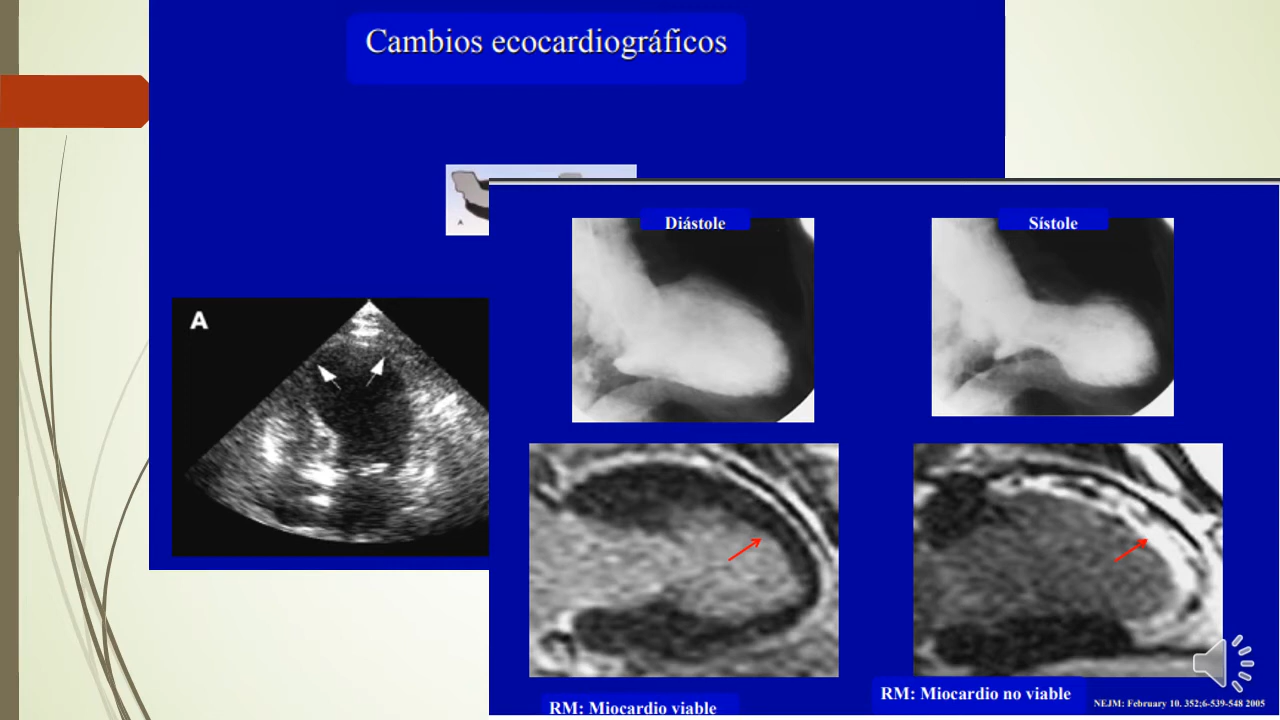 Cambios ecocardiográficos
A
Diástole
Sístole
A
RM: Miocardio viable
RM: Miocardio no viable
NEJM: February 10. 352;6-539-548 2005